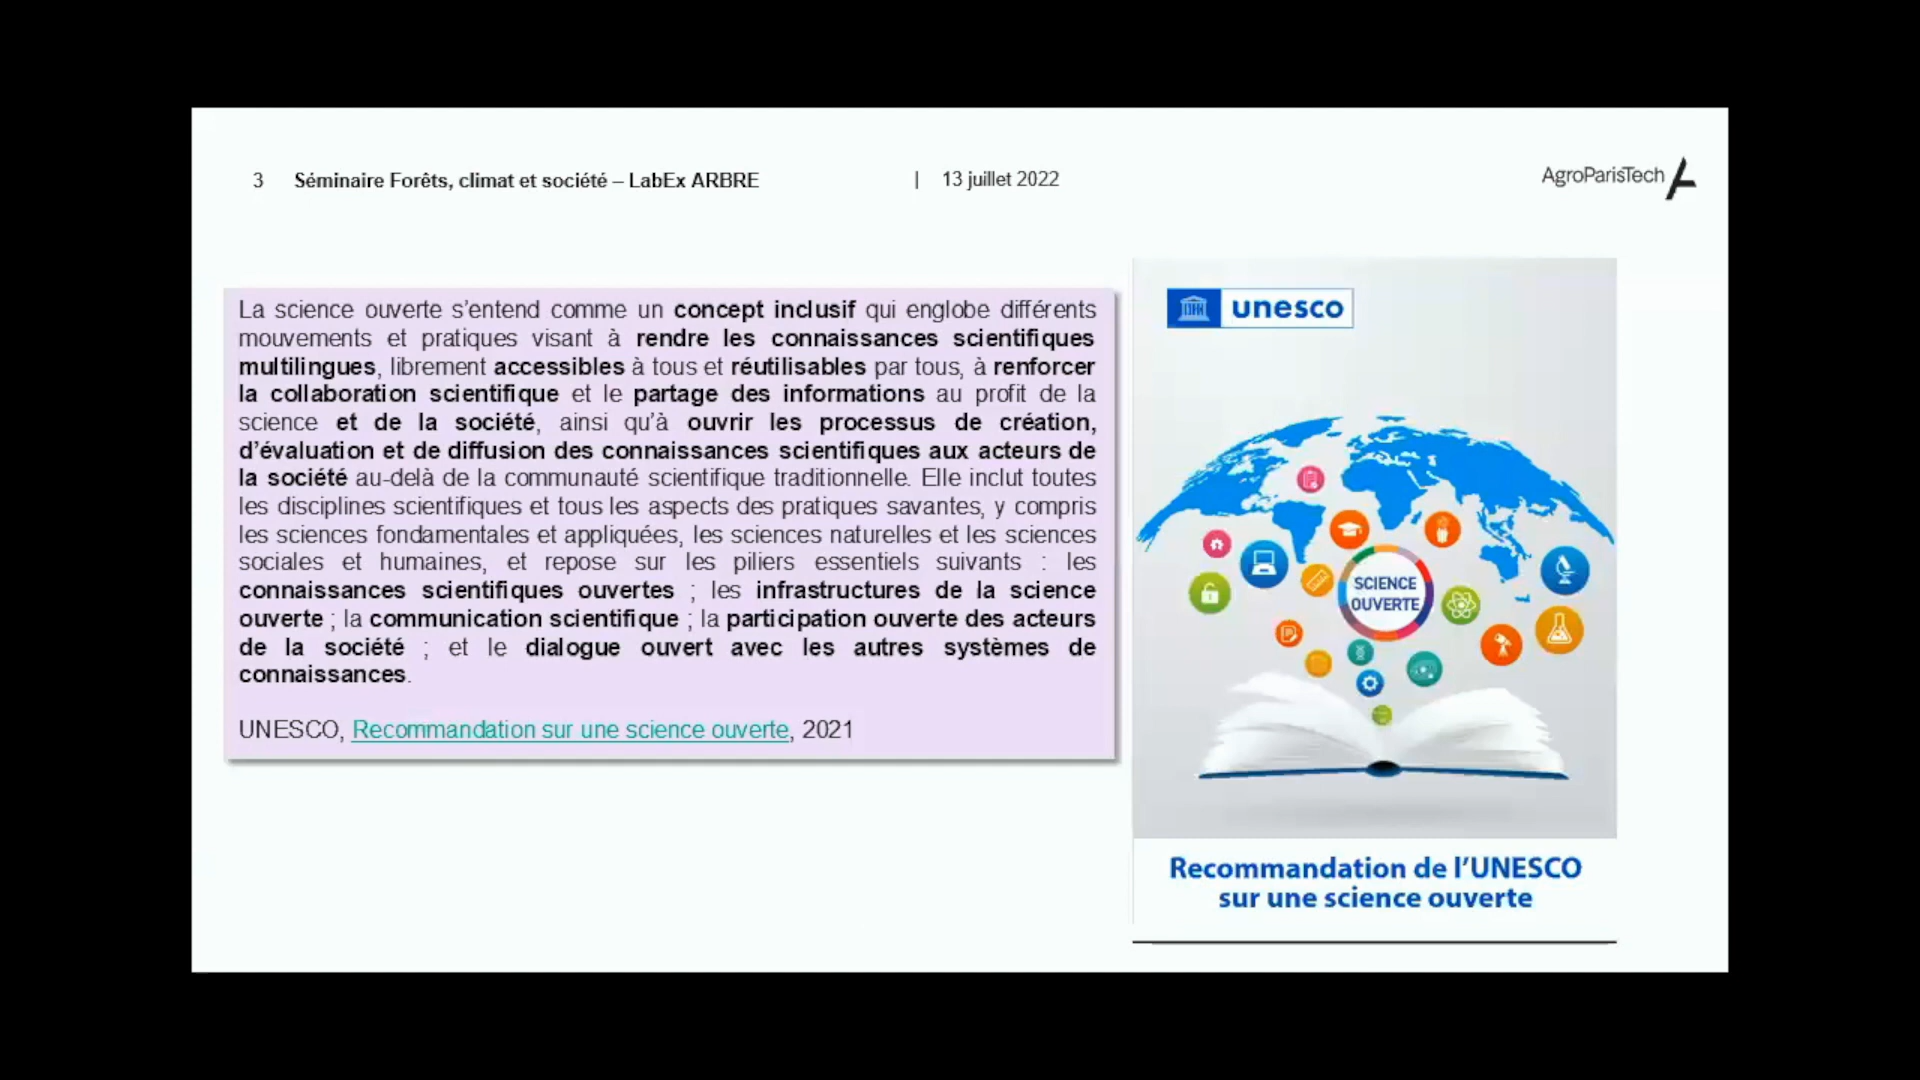 3 Séminaire Forêts, climat et société – LabEx ARBRE | 13 juillet 2022
AgroParisTech
La science ouverte s’entend comme un concept inclusif qui englobe différents
mouvements et pratiques visant à rendre les connaissances scientifiques
multilingues, librement accessibles à tous et réutilisables par tous, à renforcer
la collaboration scientifique et le partage des informations au profit de la
science et de la société, ainsi qu’à ouvrir les processus de création,
d’évaluation et de diffusion des connaissances scientifiques aux acteurs de
la société au-delà de la communauté scientifique traditionnelle. Elle inclut toutes
les disciplines scientifiques et tous les aspects des pratiques savantes, y compris
les sciences fondamentales et appliquées, les sciences naturelles et les sciences
sociales et humaines, et repose sur les piliers essentiels suivants : les
connaissances scientifiques ouvertes ; les infrastructures de la science
ouverte ; la communication scientifique ; la participation ouverte des acteurs
de la société ; et le dialogue ouvert avec les autres systèmes de
connaissances.
UNESCO, Recommandation sur une science ouverte, 2021
unesco
SCIENCE
OUVERTE
Recommandation de l’UNESCO
sur une science ouverte